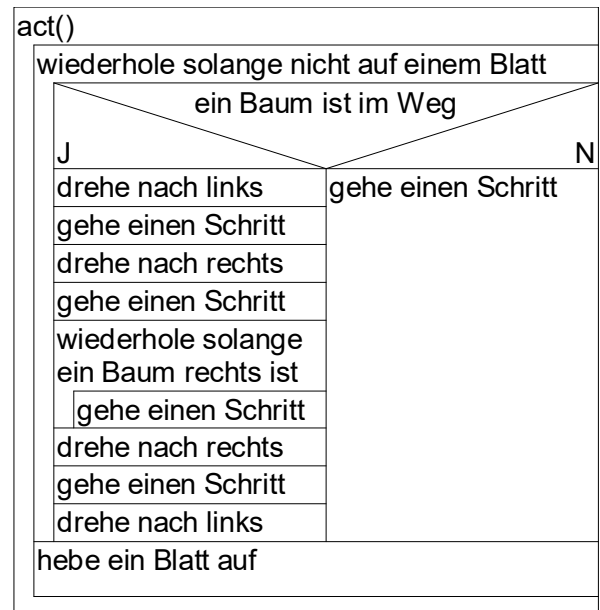 act()
wiederhole solange nicht auf einem Blatt
ein Baum ist im Weg
J
N
drehe nach links
gehe einen Schritt
drehe nach rechts
gehe einen Schritt
wiederhole solange
ein Baum rechts ist
gehe einen Schritt
drehe nach rechts
gehe einen Schritt
drehe nach links
gehe einen Schritt
hebe ein Blatt auf